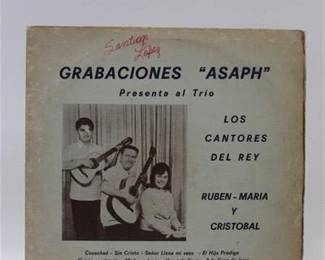 Santiago
López
GRABACIONES "ASAPH"
Presenta al Trio
LOS
CANTORES
DEL REY
RUBEN - MARIA
Y
CRISTOBAL
Cosechad - Sin Cristo - Señor Llena mi vaso - El Hijo Prodigo